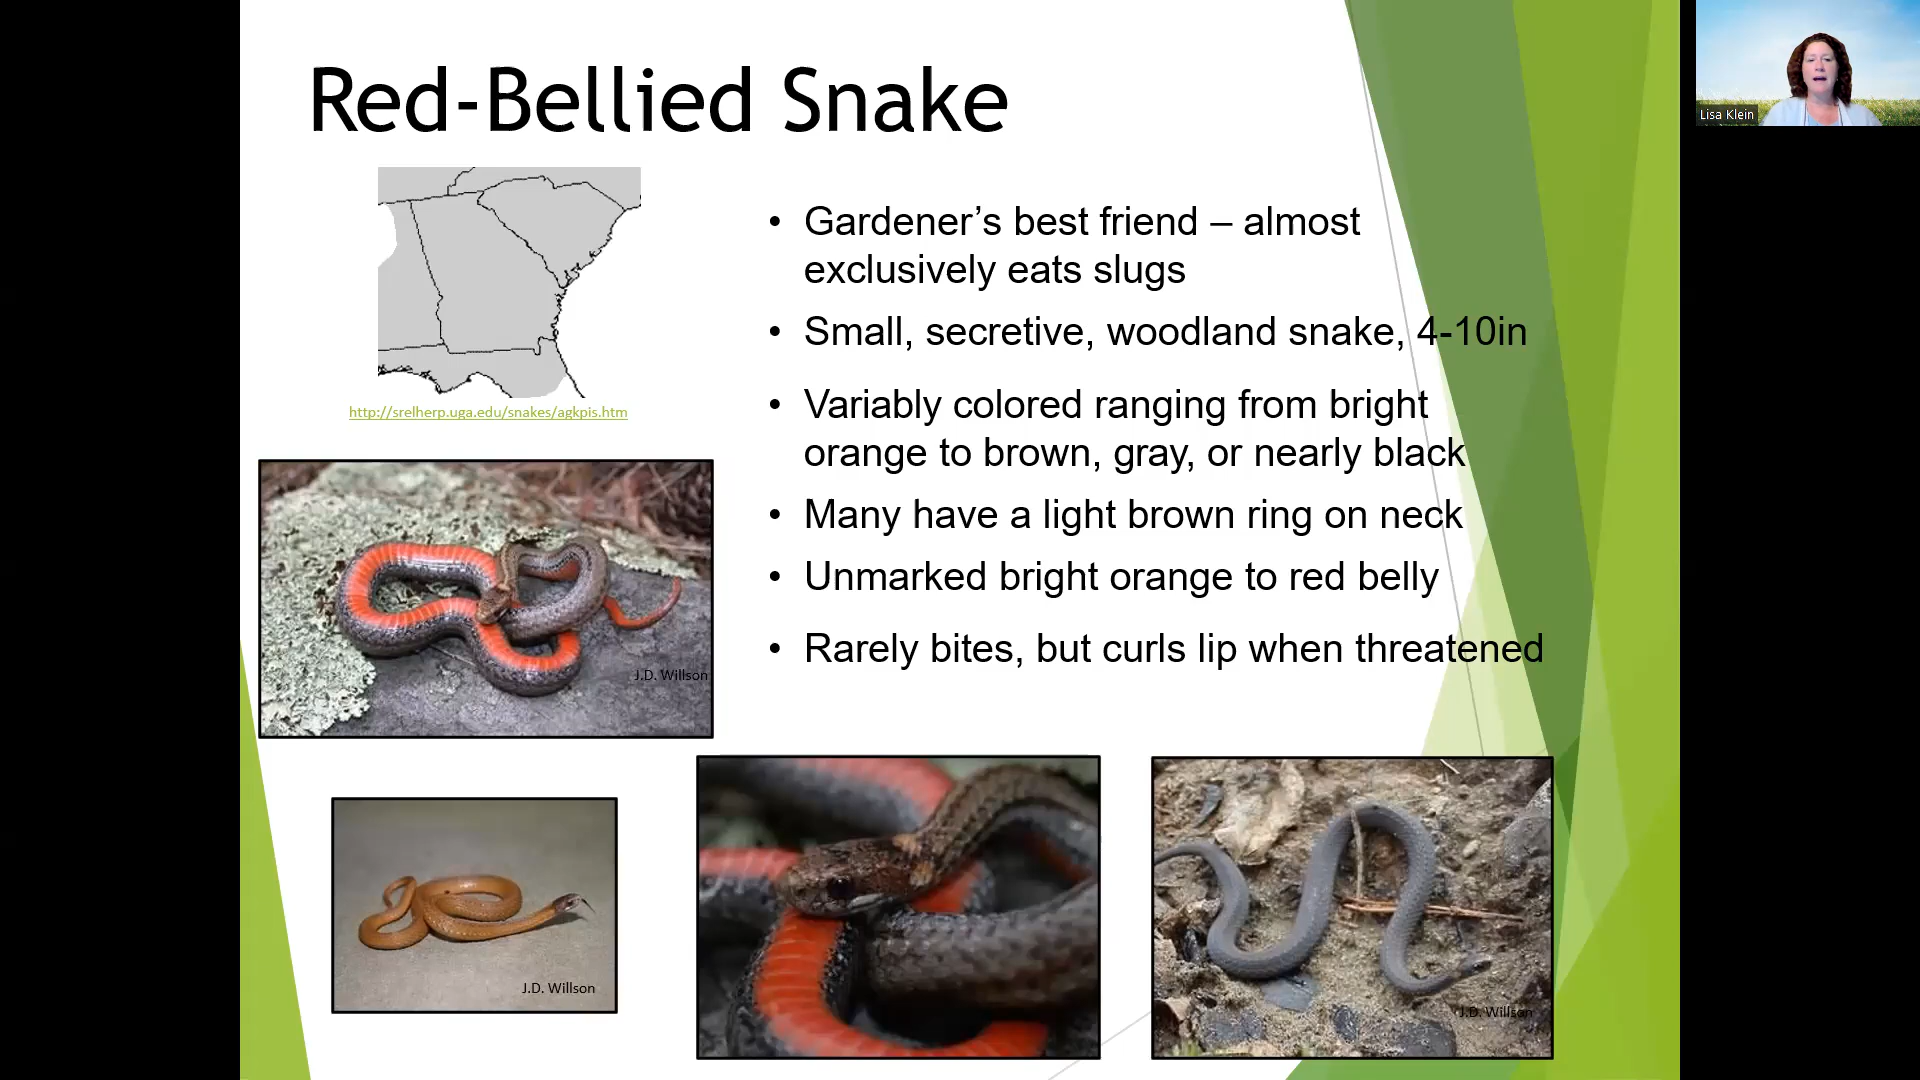 Red-Bellied Snake
Lisa Klein
http://srelherp.uga.edu/snakes/agkpis.htm
• Gardener’s best friend – almost
exclusively eats slugs
• Small, secretive, woodland snake, 4-10in
• Variably colored ranging from bright
orange to brown, gray, or nearly black
• Many have a light brown ring on neck
• Unmarked bright orange to red belly
• Rarely bites, but curls lip when threatened
J.D. Willson
J.D. Willson
J.D. Willson